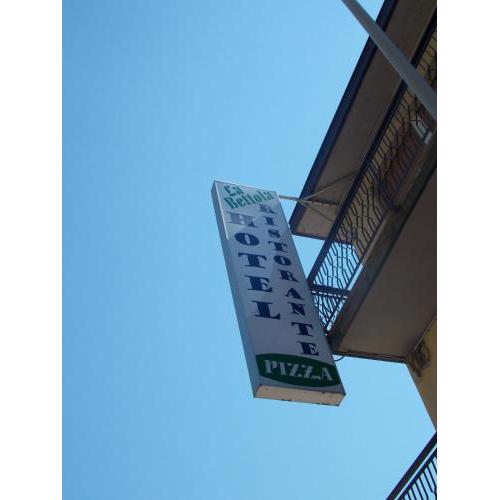 La
Bettola
HOTEL
RISTORANTE
PIZZA